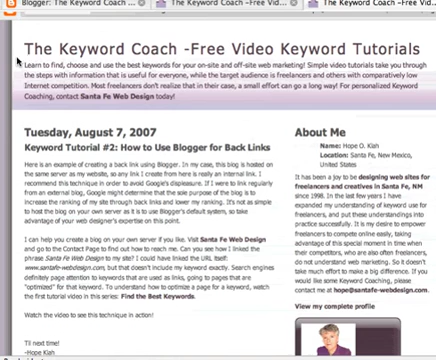 Blogger: The Keyword Coach ...
The Keyword Coach -Free Vid...
The Keyword Coach -Free Vid...
The Keyword Coach -Free Video Keyword Tutorials
Learn to find, choose and use the best keywords for your on-site and off-site web marketing! Simple video tutorials take you through
the steps with information that is useful for everyone, while the target audience is freelancers and others with comparatively low
Internet competition. Most freelancers don't realize that in their case, a small effort can go a long way! For personalized Keyword
Coaching, contact Santa Fe Web Design today!
Tuesday, August 7, 2007
Keyword Tutorial #2: How to Use Blogger for Back Links
Here is an example of creating a back link using Blogger. In my case, this blog is hosted on
the same server as my website, so any link I create from here is really an internal link. I
recommend this technique in order to avoid Google's displeasure. If I were to link regularly
from an external blog, Google might determine that the sole purpose of the blog is to
increase the ranking of my site through back links and lower my ranking. It's not as simple
to host the blog on your own server as it is to use Blogger's default system, so take
advantage of your web designer's expertise on this point.
I can help you create a blog on your own server if you like. Visit Santa Fe Web Design
and go to the Contact Page to find out how to reach me. Can you see how I linked the
phrase Santa Fe Web Design to my site? I could have linked the URL itself:
www.santafe-webdesign.com, but that doesn't include my keyword exactly. Search engines
definitely page attention to keywords that are used as links, going to pages that are
"optimized" for that keyword. To understand how to optimize a page for a keyword, watch
the first tutorial video in this series: Find the Best Keywords.
Watch the video to see this technique in action!
Til next time!
-Hope Kiah
About Me
Name: Hope O. Kiah
Location: Santa Fe, New Mexico,
United States
It has been a joy to be designing web sites for
freelancers and creatives in Santa Fe, NM
since 1998. In the last few years I have
expanded my understanding of keyword use for
freelancers, and put these understandings into
practice successfully. It is my desire to empower
freelancers to compete online easily, taking
advantage of this special moment in time when
their competitors, who are also often freelancers,
do not understand web marketing. So it doesn't
take much effort to make a big difference. If you
would like some Keyword Coaching, please
contact me at hope@santafe-webdesign.com.
View my complete profile